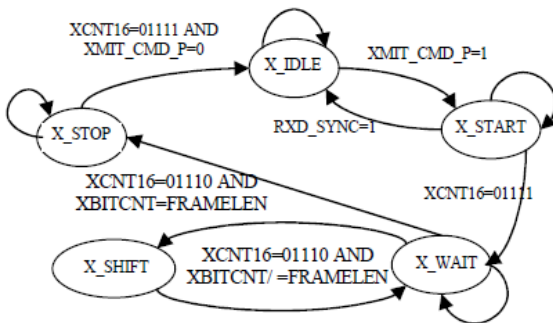 XCNT16=01111 AND
XMIT_CMD_P=0
X_IDLE
XMIT_CMD_P=1
X_STOP
RXD_SYNC=1
X_START
XCNT16=01110 AND
XBITCNT=FRAMELEN
XCNT16=01111
X_SHIFT
XCNT16=01110 AND
XBITCNT/ =FRAMELEN
X_WAIT